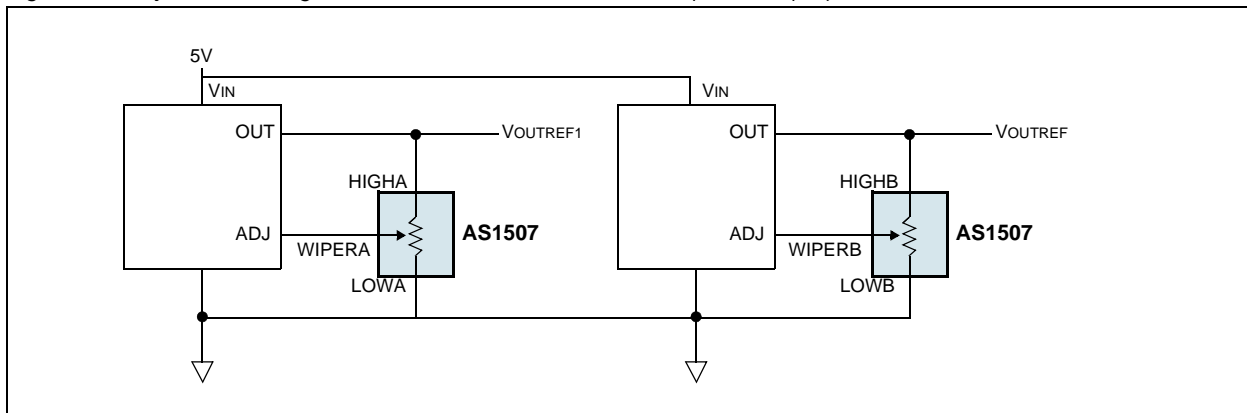 5V
VIN
VIN
OUT
VOUTREF1
OUT
VOUTREF
HIGHA
HIGHB
ADJ
WIPERA
AS1507
ADJ
WIPERB
AS1507
LOWA
LOWB